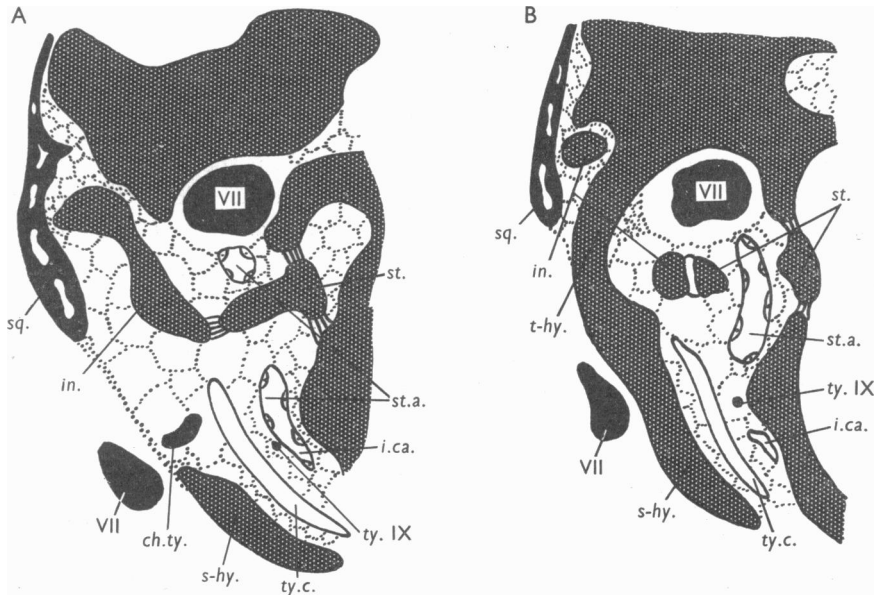 A
VII
st.
sq.
in.
st.a.
i.ca.
VII
ch.ty.
ty. IX
s-hy.
ty.c.
B
VII
st.
sq.
in.
t-hy.
st.a.
ty. IX
i.ca.
VII
s-hy.
ty.c.